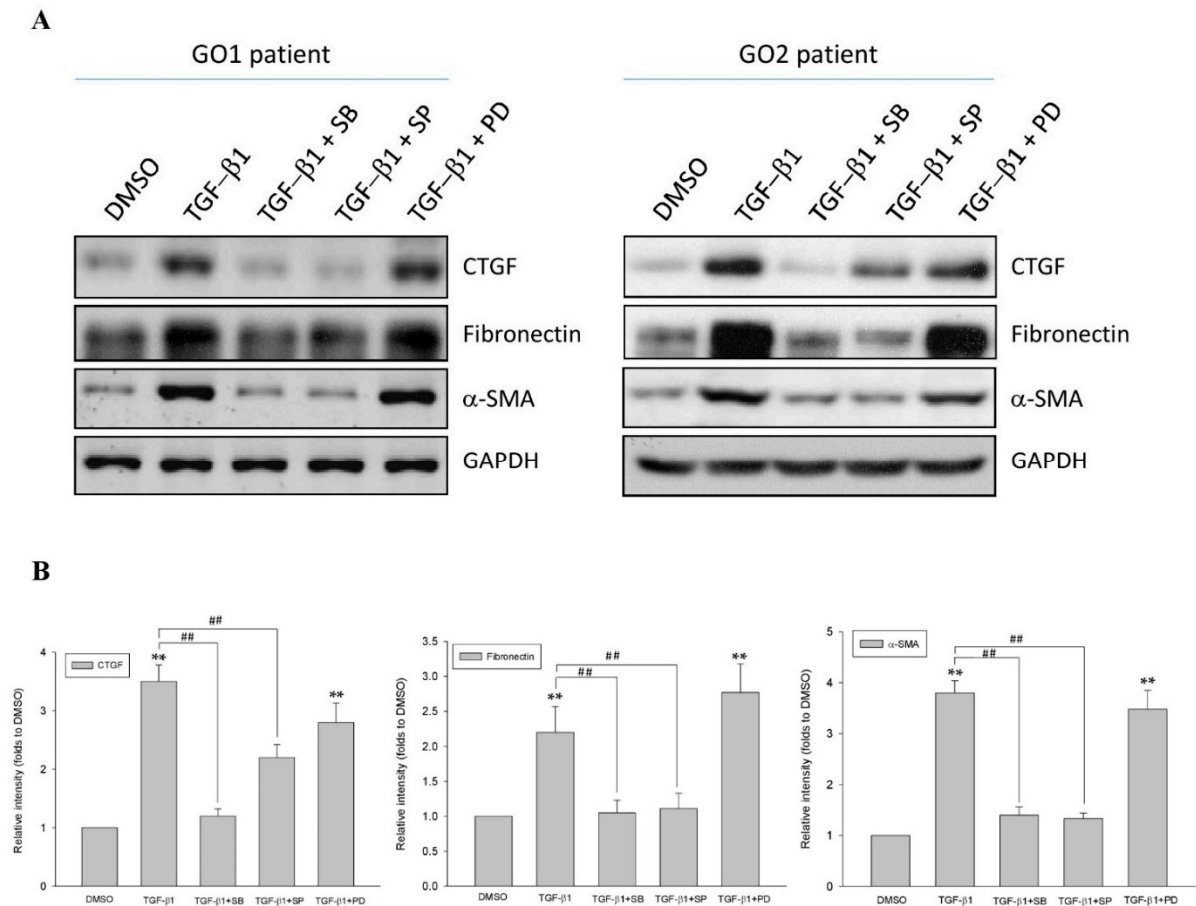 A
GO1 patient
GO2 patient
DMSO
TGF–β1
TGF–β1 + SB
TGF–β1 + SP
TGF–β1 + PD
DMSO
TGF–β1
TGF–β1 + SB
TGF–β1 + SP
TGF–β1 + PD
CTGF
Fibronectin
α-SMA
GAPDH
CTGF
Fibronectin
α-SMA
GAPDH
B
Relative intensity (folds to DMSO)
4
3
2
1
0
CTGF
**
##
##
**
DMSO
TGF-β1
TGF-β1+SB
TGF-β1+SP
TGF-β1+PD
Relative intensity (folds to DMSO)
3.5
3.0
2.5
2.0
1.5
1.0
0.5
0.0
Fibronectin
**
##
##
**
DMSO
TGF-β1
TGF-β1+SB
TGF-β1+SP
TGF-β1+PD
Relative intensity (folds to DMSO)
5
4
3
2
1
0
α-SMA
**
##
##
**
DMSO
TGF-β1
TGF-β1+SB
TGF-β1+SP
TGF-β1+PD